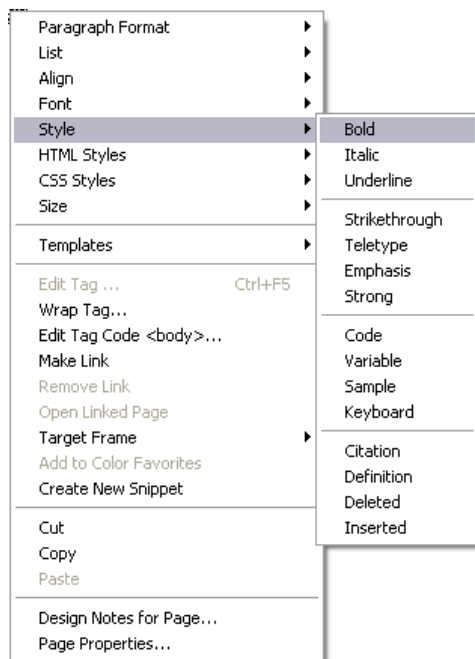 Paragraph Format
List
Align
Font
Style
HTML Styles
CSS Styles
Size
Templates
Edit Tag ... Ctrl+F5
Wrap Tag...
Edit Tag Code <body>...
Make Link
Remove Link
Open Linked Page
Target Frame
Add to Color Favorites
Create New Snippet
Cut
Copy
Paste
Design Notes for Page...
Page Properties...
Bold
Italic
Underline
Strikethrough
Teletype
Emphasis
Strong
Code
Variable
Sample
Keyboard
Citation
Definition
Deleted
Inserted